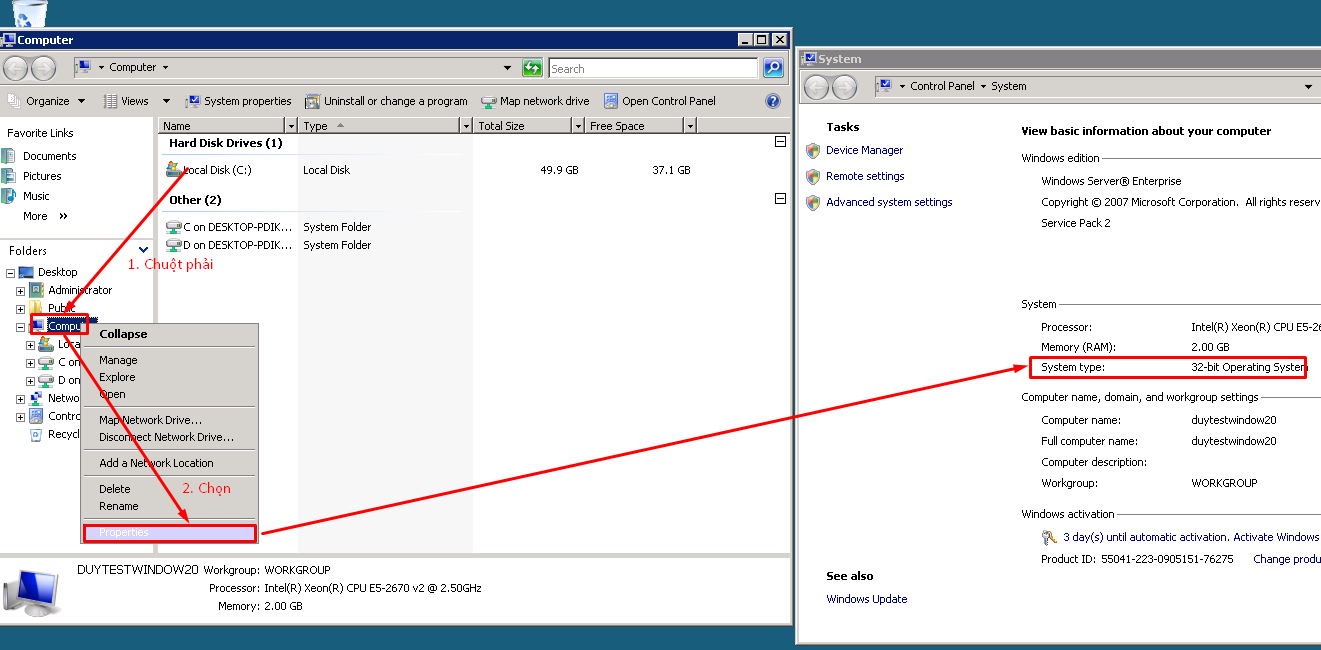 Computer
Computer
Search
Organize Views System properties Uninstall or change a program Map network drive Open Control Panel
Favorite Links
Documents
Pictures
Music
More »
Folders
Desktop
Administrator
Public
Compu
Loca
C on
D on
Netwo
Contro
Recycl
Name Type Total Size Free Space
Hard Disk Drives (1)
Local Disk (C:) Local Disk 49.9 GB 37.1 GB
Other (2)
C on DESKTOP-PDIK... System Folder
D on DESKTOP-PDIK... System Folder
1. Chuột phải
Collapse
Manage
Explore
Open
Map Network Drive...
Disconnect Network Drive...
Add a Network Location
Delete
2. Chọn
Rename
Properties
DUYTESTWINDOW20 Workgroup: WORKGROUP
Processor: Intel(R) Xeon(R) CPU E5-2670 v2 @ 2.50GHz
Memory: 2.00 GB
System
Control Panel System
Tasks
Device Manager
Remote settings
Advanced system settings
See also
Windows Update
View basic information about your computer
Windows edition
Windows Server® Enterprise
Copyright © 2007 Microsoft Corporation. All rights reserv
Service Pack 2
System
Processor: Intel(R) Xeon(R) CPU E5-26
Memory (RAM): 2.00 GB
System type: 32-bit Operating System
Computer name, domain, and workgroup settings
Computer name: duytestwindow20
Full computer name: duytestwindow20
Computer description:
Workgroup: WORKGROUP
Windows activation
3 day(s) until automatic activation. Activate Windows
Product ID: 55041-223-0905151-76275 Change produ